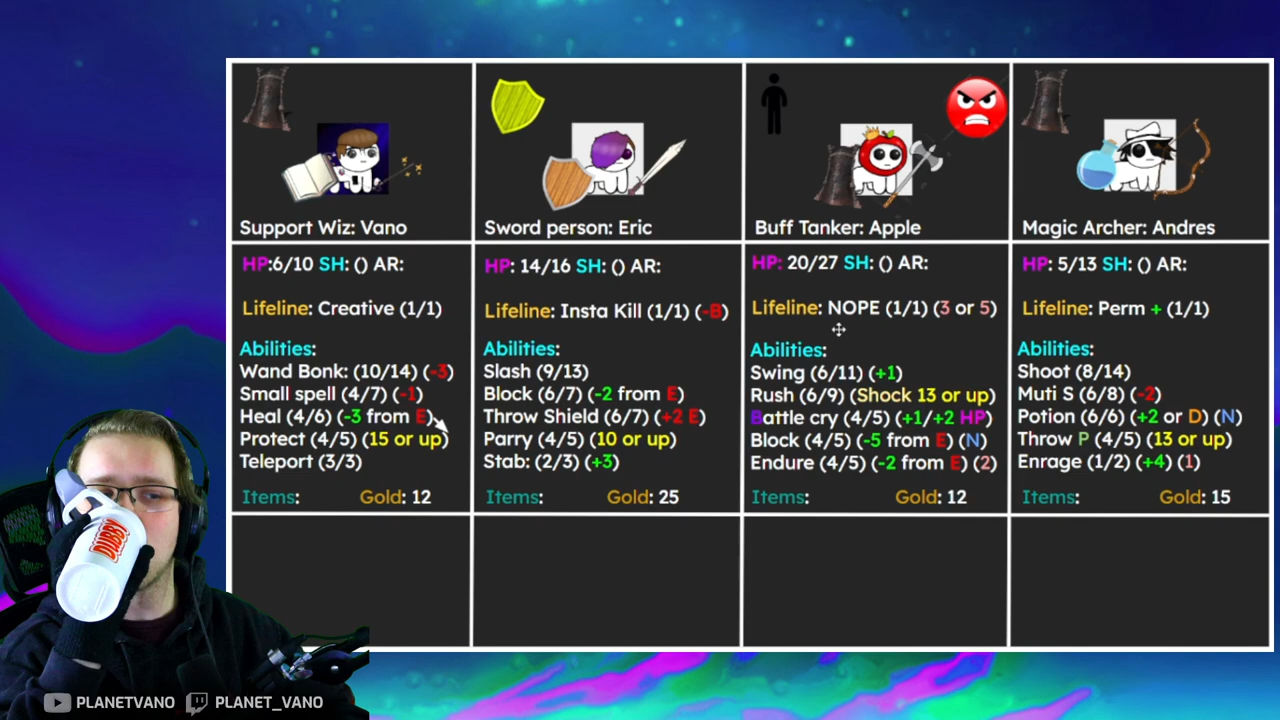 Support Wiz: Vano
HP:6/10 SH: () AR:
Lifeline: Creative (1/1)
Abilities:
Wand Bonk: (10/14) (-3)
Small spell (4/7) (-1)
Heal (4/6) (-3 from E)
Protect (4/5) (15 or up)
Teleport (3/3)
Items: Gold: 12
Sword person: Eric
HP: 14/16 SH: () AR:
Lifeline: Insta Kill (1/1) (-B)
Abilities:
Slash (9/13)
Block (6/7) (-2 from E)
Throw Shield (6/7) (+2 E)
Parry (4/5) (10 or up)
Stab: (2/3) (+3)
Items: Gold: 25
Buff Tanker: Apple
HP: 20/27 SH: () AR:
Lifeline: NOPE (1/1) (3 or 5)
Abilities:
Swing (6/11) (+1)
Rush (6/9) (Shock 13 or up)
Battle cry (4/5) (+1/+2 HP)
Block (4/5) (-5 from E) (N)
Endure (4/5) (-2 from E) (2)
Items: Gold: 12
Magic Archer: Andres
HP: 5/13 SH: () AR:
Lifeline: Perm + (1/1)
Abilities:
Shoot (8/14)
Muti S (6/8) (-2)
Potion (6/6) (+2 or D) (N)
Throw P (4/5) (13 or up)
Enrage (1/2) (+4) (1)
Items: Gold: 15
DUBBY
PLANETVANO PLANET_VANO